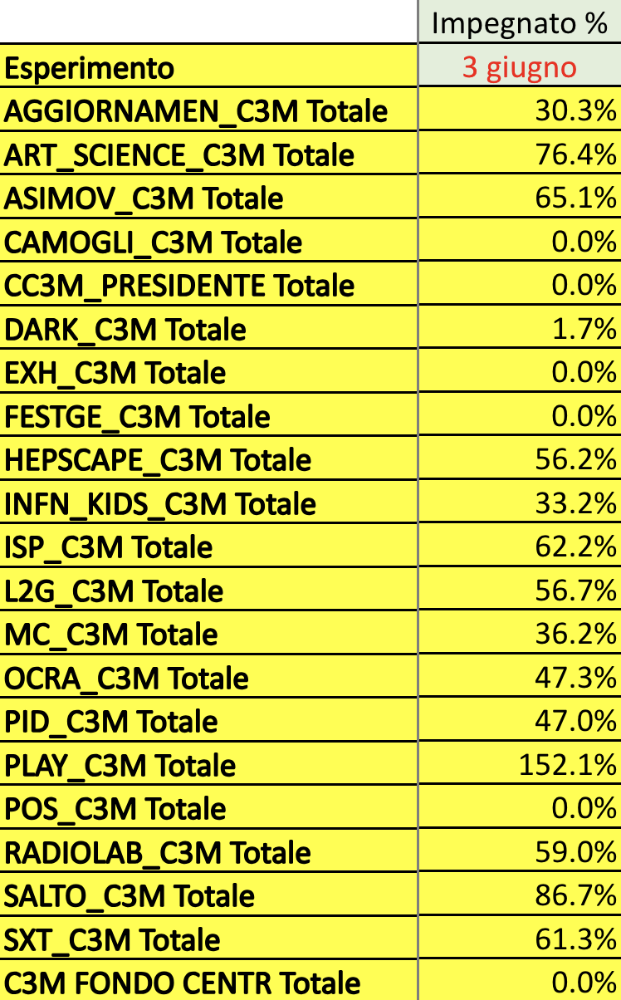 Impegnato %
Esperimento 3 giugno
AGGIORNAMEN_C3M Totale 30.3%
ART_SCIENCE_C3M Totale 76.4%
ASIMOV_C3M Totale 65.1%
CAMOGLI_C3M Totale 0.0%
CC3M_PRESIDENTE Totale 0.0%
DARK_C3M Totale 1.7%
EXH_C3M Totale 0.0%
FESTGE_C3M Totale 0.0%
HEPSCAPE_C3M Totale 56.2%
INFN_KIDS_C3M Totale 33.2%
ISP_C3M Totale 62.2%
L2G_C3M Totale 56.7%
MC_C3M Totale 36.2%
OCRA_C3M Totale 47.3%
PID_C3M Totale 47.0%
PLAY_C3M Totale 152.1%
POS_C3M Totale 0.0%
RADIOLAB_C3M Totale 59.0%
SALTO_C3M Totale 86.7%
SXT_C3M Totale 61.3%
C3M FONDO CENTR Totale 0.0%